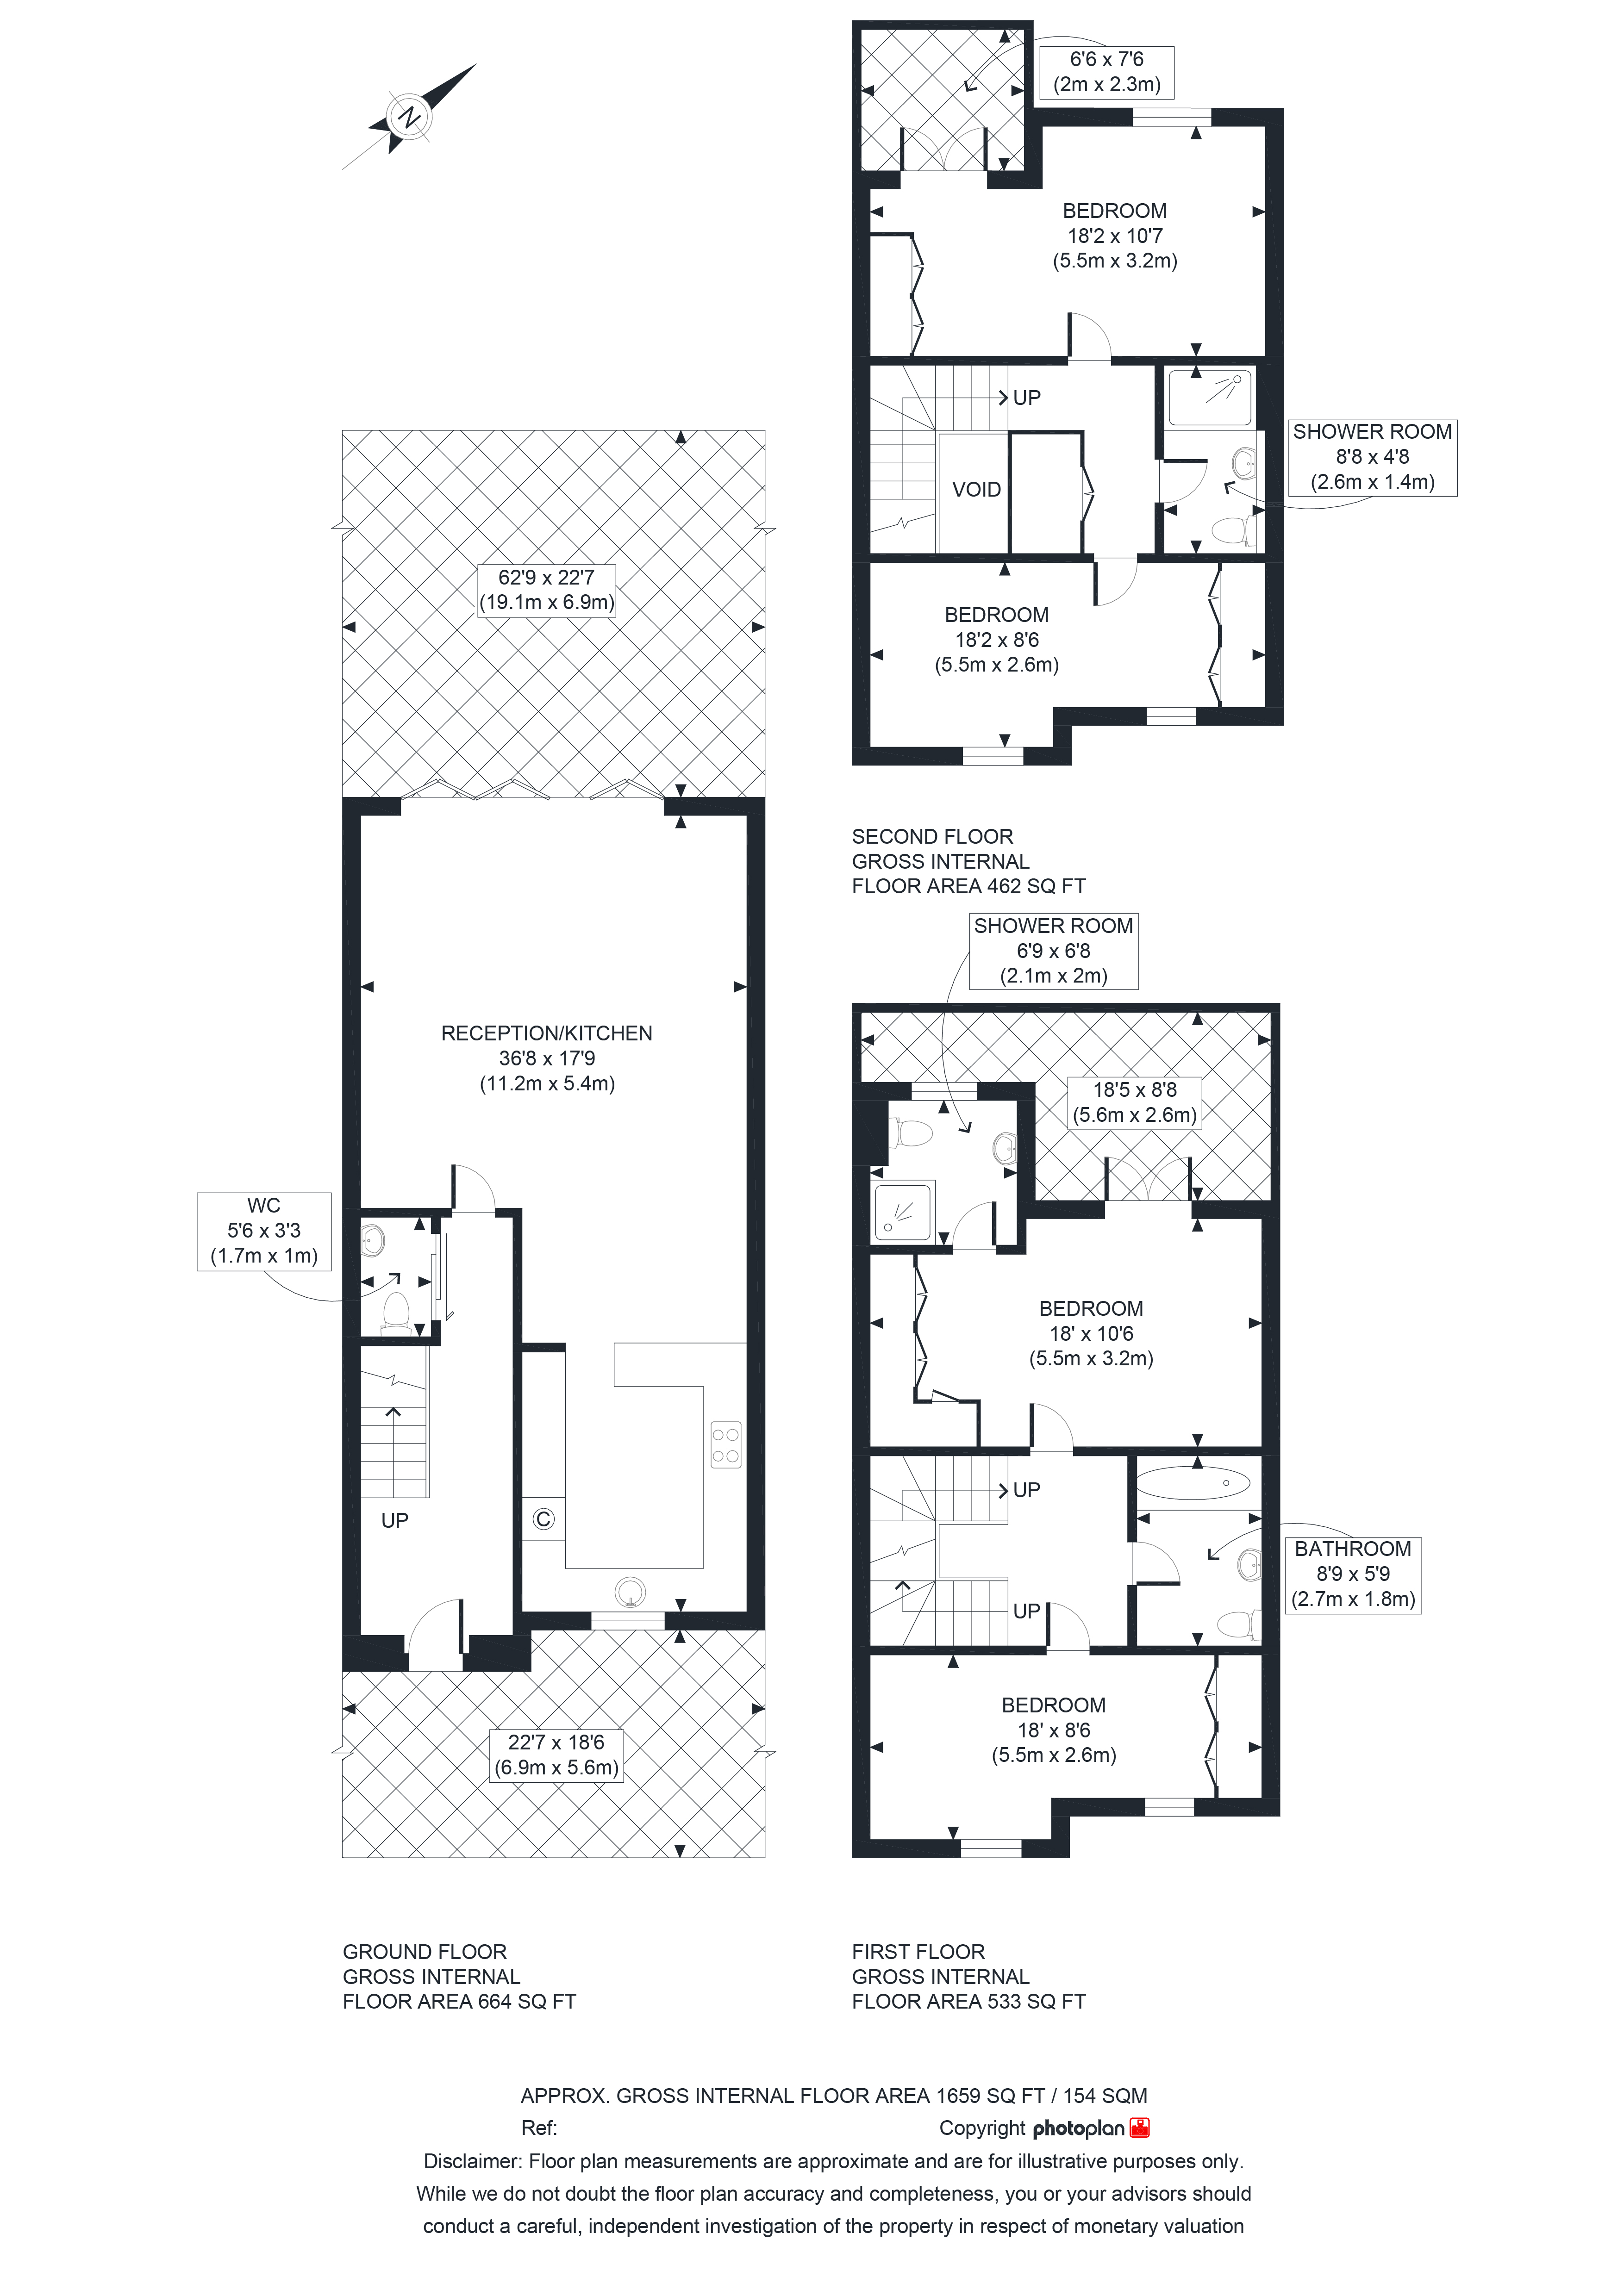 N
62'9 x 22'7
(19.1m x 6.9m)
WC
5'6 x 3'3
(1.7m x 1m)
RECEPTION/KITCHEN
36'8 x 17'9
(11.2m x 5.4m)
UP
C
22'7 x 18'6
(6.9m x 5.6m)
GROUND FLOOR
GROSS INTERNAL
FLOOR AREA 664 SQ FT
6'6 x 7'6
(2m x 2.3m)
BEDROOM
18'2 x 10'7
(5.5m x 3.2m)
UP
VOID
SHOWER ROOM
8'8 x 4'8
(2.6m x 1.4m)
BEDROOM
18'2 x 8'6
(5.5m x 2.6m)
SECOND FLOOR
GROSS INTERNAL
FLOOR AREA 462 SQ FT
SHOWER ROOM
6'9 x 6'8
(2.1m x 2m)
18'5 x 8'8
(5.6m x 2.6m)
BEDROOM
18' x 10'6
(5.5m x 3.2m)
UP
UP
BATHROOM
8'9 x 5'9
(2.7m x 1.8m)
BEDROOM
18' x 8'6
(5.5m x 2.6m)
FIRST FLOOR
GROSS INTERNAL
FLOOR AREA 533 SQ FT
APPROX. GROSS INTERNAL FLOOR AREA 1659 SQ FT / 154 SQM
Ref: Copyright photoplan
Disclaimer: Floor plan measurements are approximate and are for illustrative purposes only.
While we do not doubt the floor plan accuracy and completeness, you or your advisors should
conduct a careful, independent investigation of the property in respect of monetary valuation